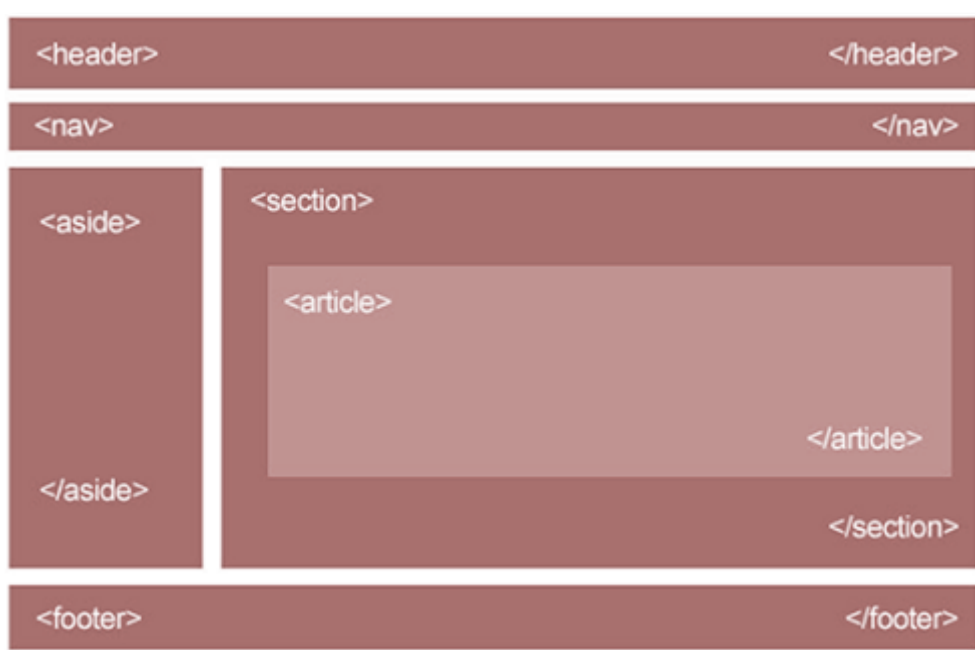 <header> </header>
<nav> </nav>
<aside>
</aside>
<section>
<article>
</article>
</section>
<footer> </footer>